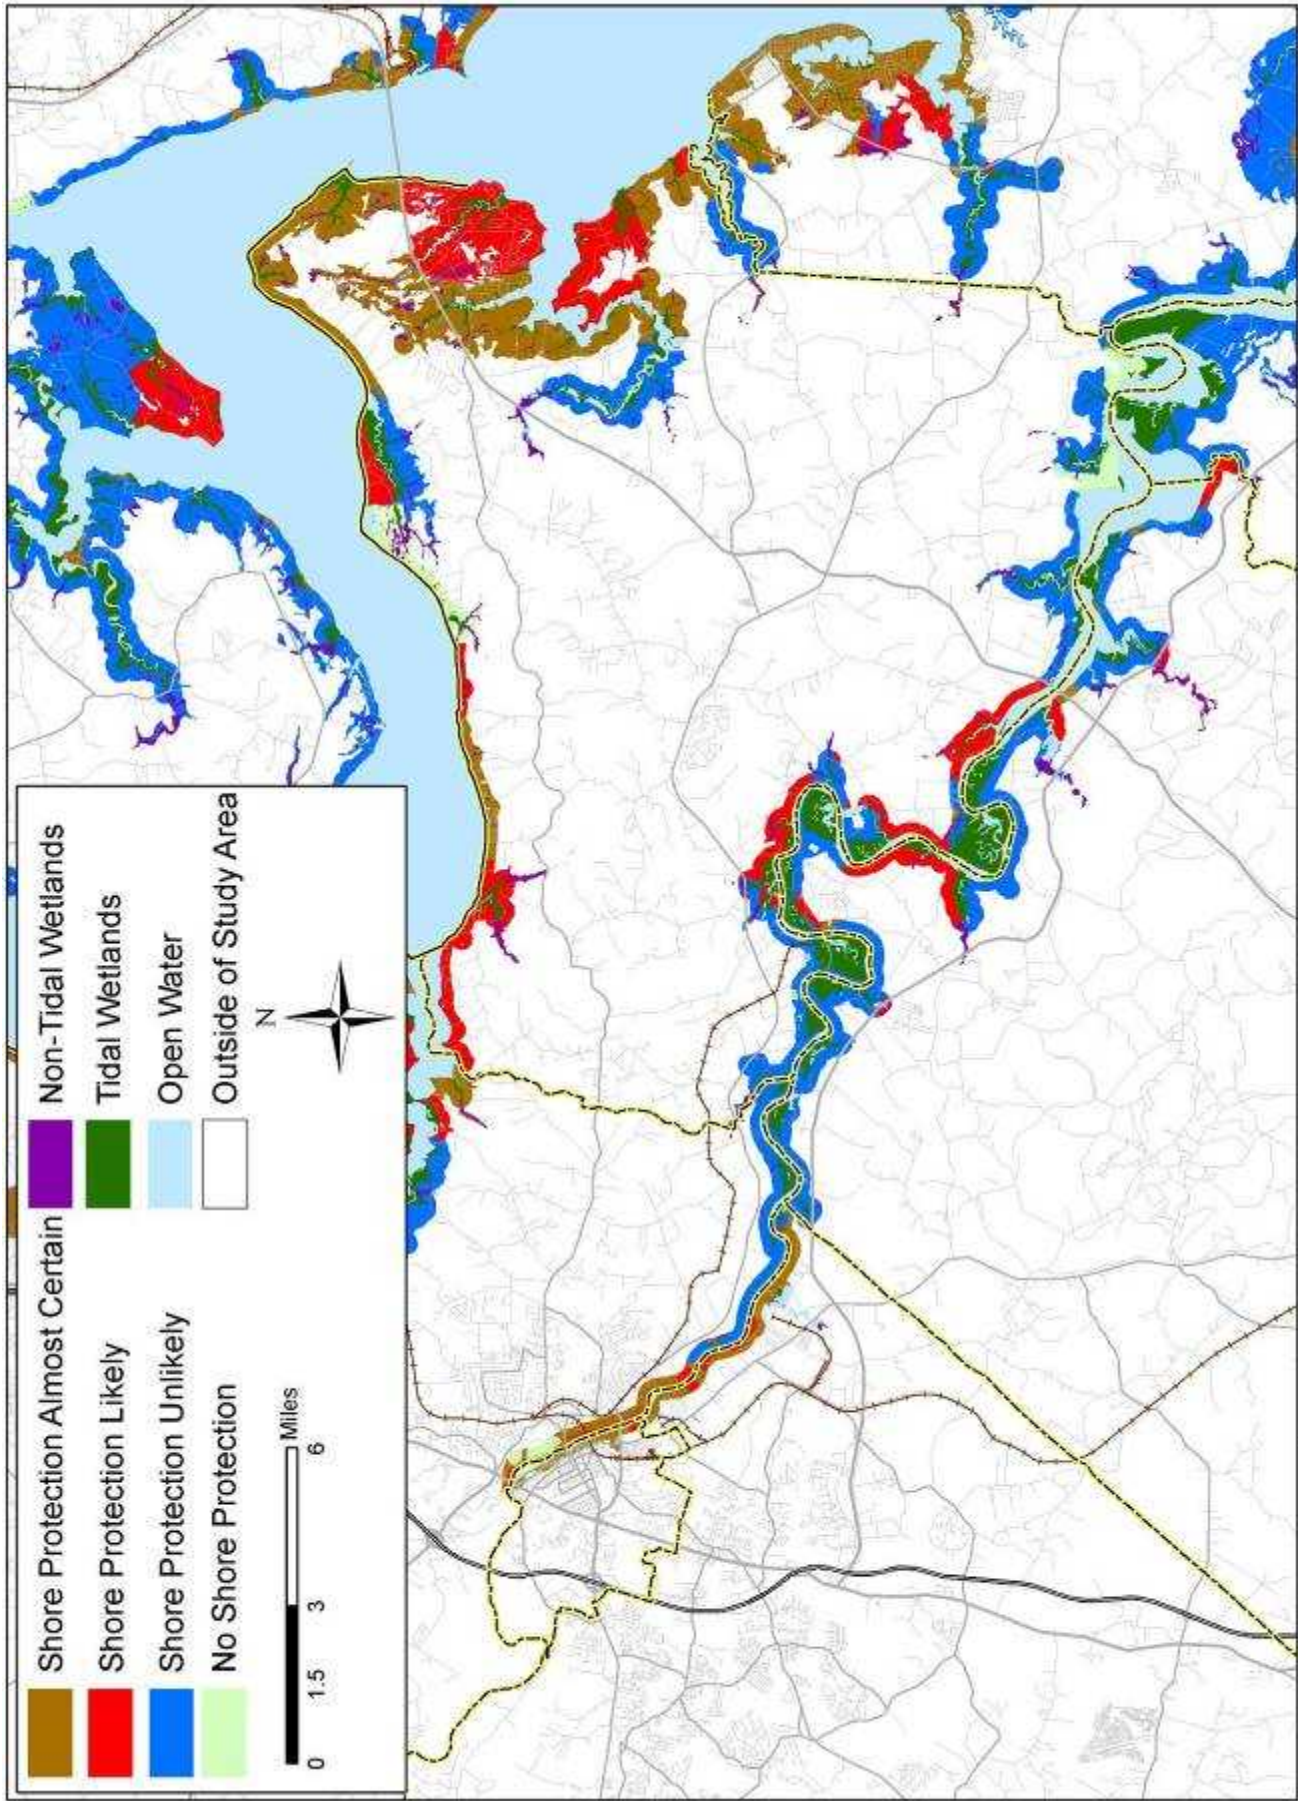 Shore Protection Almost Certain
Shore Protection Likely
Shore Protection Unlikely
No Shore Protection
Non-Tidal Wetlands
Tidal Wetlands
Open Water
Outside of Study Area
N
0 1.5 3 6
Miles